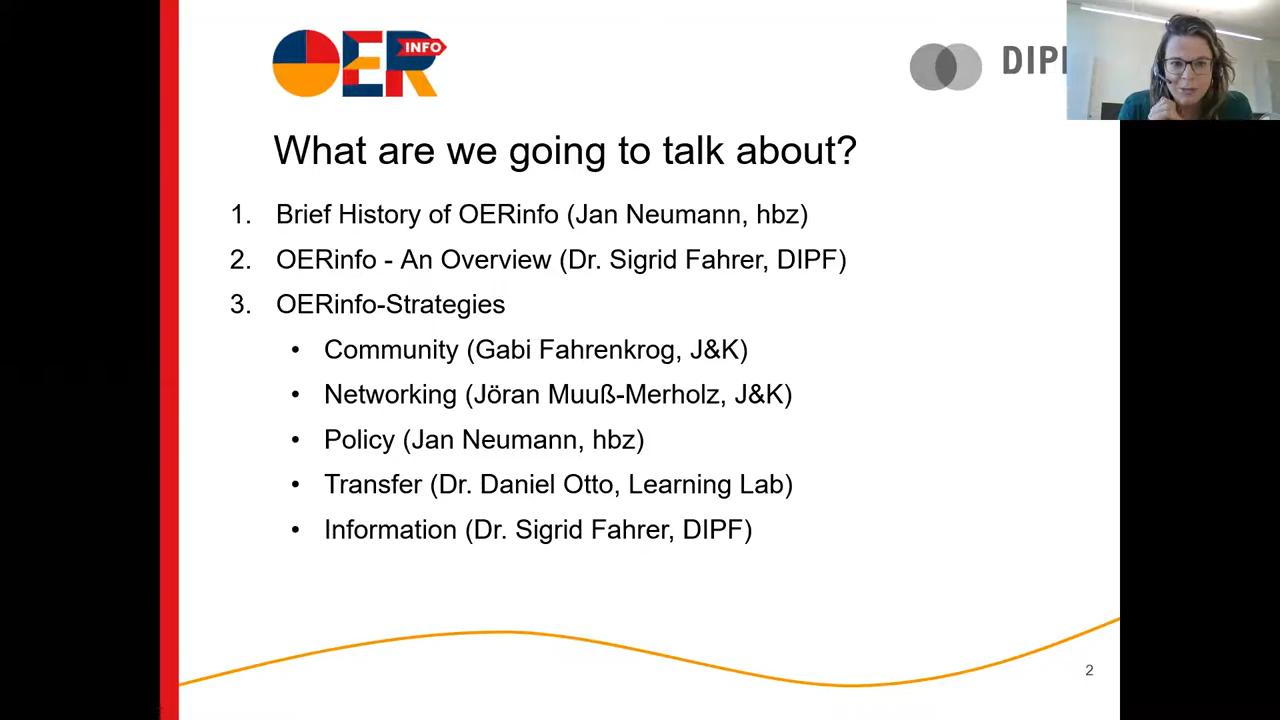 OER INFO
DIPF
What are we going to talk about?
1. Brief History of OERinfo (Jan Neumann, hbz)
2. OERinfo - An Overview (Dr. Sigrid Fahrer, DIPF)
3. OERinfo-Strategies
• Community (Gabi Fahrenkrog, J&K)
• Networking (Jöran Muuß-Merholz, J&K)
• Policy (Jan Neumann, hbz)
• Transfer (Dr. Daniel Otto, Learning Lab)
• Information (Dr. Sigrid Fahrer, DIPF)
2